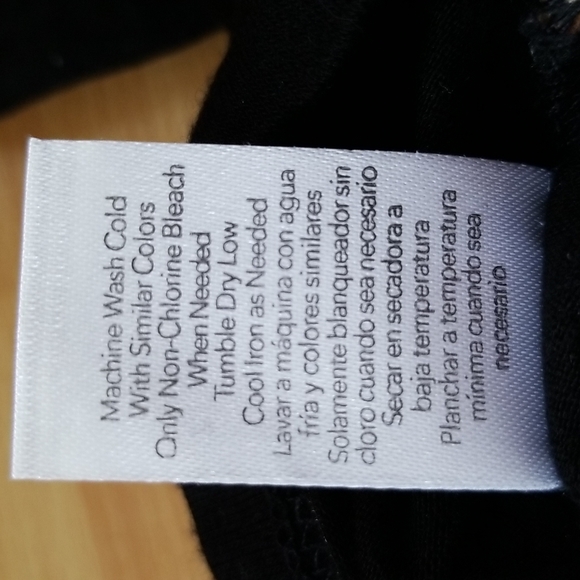 Machine Wash Cold
With Similar Colors
Only Non-Chlorine Bleach
When Needed
Tumble Dry Low
Cool Iron as Needed
Lavar a máquina con agua
fría y colores similares
Solamente blanqueador sin
cloro cuando sea necesario
Secar en secadora a
baja temperatura
Planchar a temperatura
mínima cuando sea
necesario